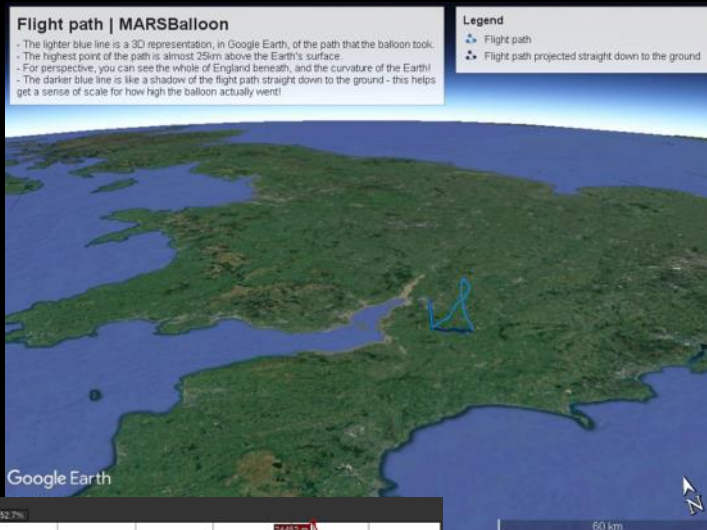 Flight path | MARSBalloon
- The lighter blue line is a 3D representation, in Google Earth, of the path that the balloon took.
- The highest point of the path is almost 25km above the Earth's surface.
- For perspective, you can see the whole of England beneath, and the curvature of the Earth!
- The darker blue line is like a shadow of the flight path straight down to the ground - this helps
get a sense of scale for how high the balloon actually went!
Legend
Flight path
Flight path projected straight down to the ground
Google Earth
N
60 km
52.7%